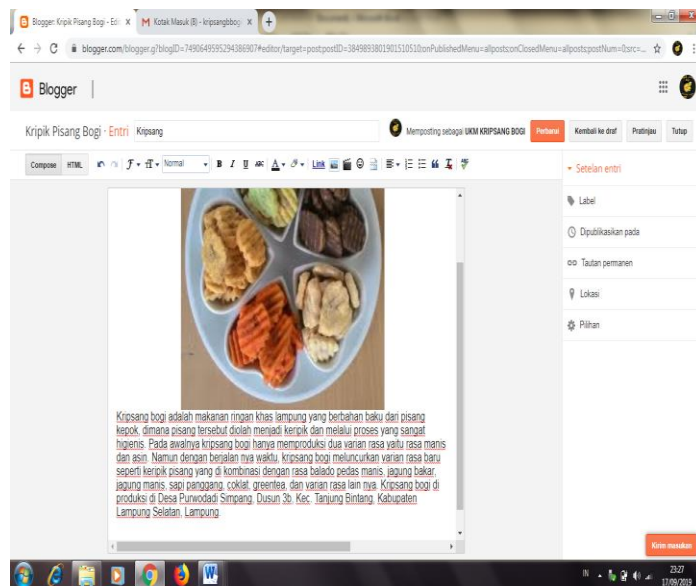 Blogger: Kripik Pisang Bogi - Edi
Kotak Masuk (8) - kripsangbbog
blogger.com/blogger.g?blogID=7490649595294386907#editor/target=post;postID=3849893801901510510;onPublishedMenu=allposts;onClosedMenu=allposts;postNum=0;src=...
Blogger
Kripik Pisang Bogi · Entri
Kripsang
Memposting sebagai UKM KRIPSANG BOGI
Perbarui
Kembali ke draf
Pratinjau
Tutup
Compose
HTML
Normal
B I U ABC A
Link
Setelan entri
Label
Dipublikasikan pada
Tautan permanen
Lokasi
Pilihan
Kripsang bogi adalah makanan ringan khas lampung yang berbahan baku dari pisang
kepok, dimana pisang tersebut diolah menjadi keripik dan melalui proses yang sangat
higienis. Pada awalnya kripsang bogi hanya memproduksi dua varian rasa yaitu rasa manis
dan asin. Namun dengan berjalan nya waktu, kripsang bogi meluncurkan varian rasa baru
seperti keripik pisang yang di kombinasi dengan rasa balado pedas manis, jagung bakar,
jagung manis, sapi panggang, coklat, greentea, dan varian rasa lain nya. Kripsang bogi di
produksi di Desa Purwodadi Simpang, Dusun 3b, Kec. Tanjung Bintang, Kabupaten
Lampung Selatan, Lampung.
Kirim masukan
IN
23:27
17/09/2019